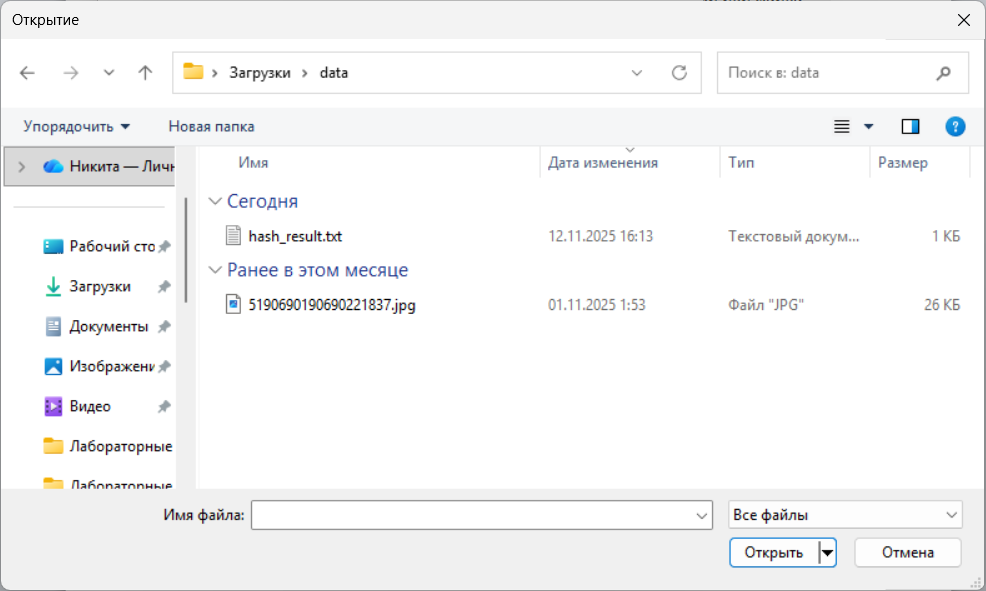 Открытие
Загрузки data
Поиск в: data
Упорядочить Новая папка
Никита — Личн
Имя Дата изменения Тип Размер
Сегодня
hash_result.txt 12.11.2025 16:13 Текстовый докум... 1 КБ
Ранее в этом месяце
5190690190690221837.jpg 01.11.2025 1:53 Файл "JPG" 26 КБ
Рабочий сто
Загрузки
Документы
Изображени
Видео
Лабораторные
Лабораторные
Имя файла: Все файлы
Открыть Отмена